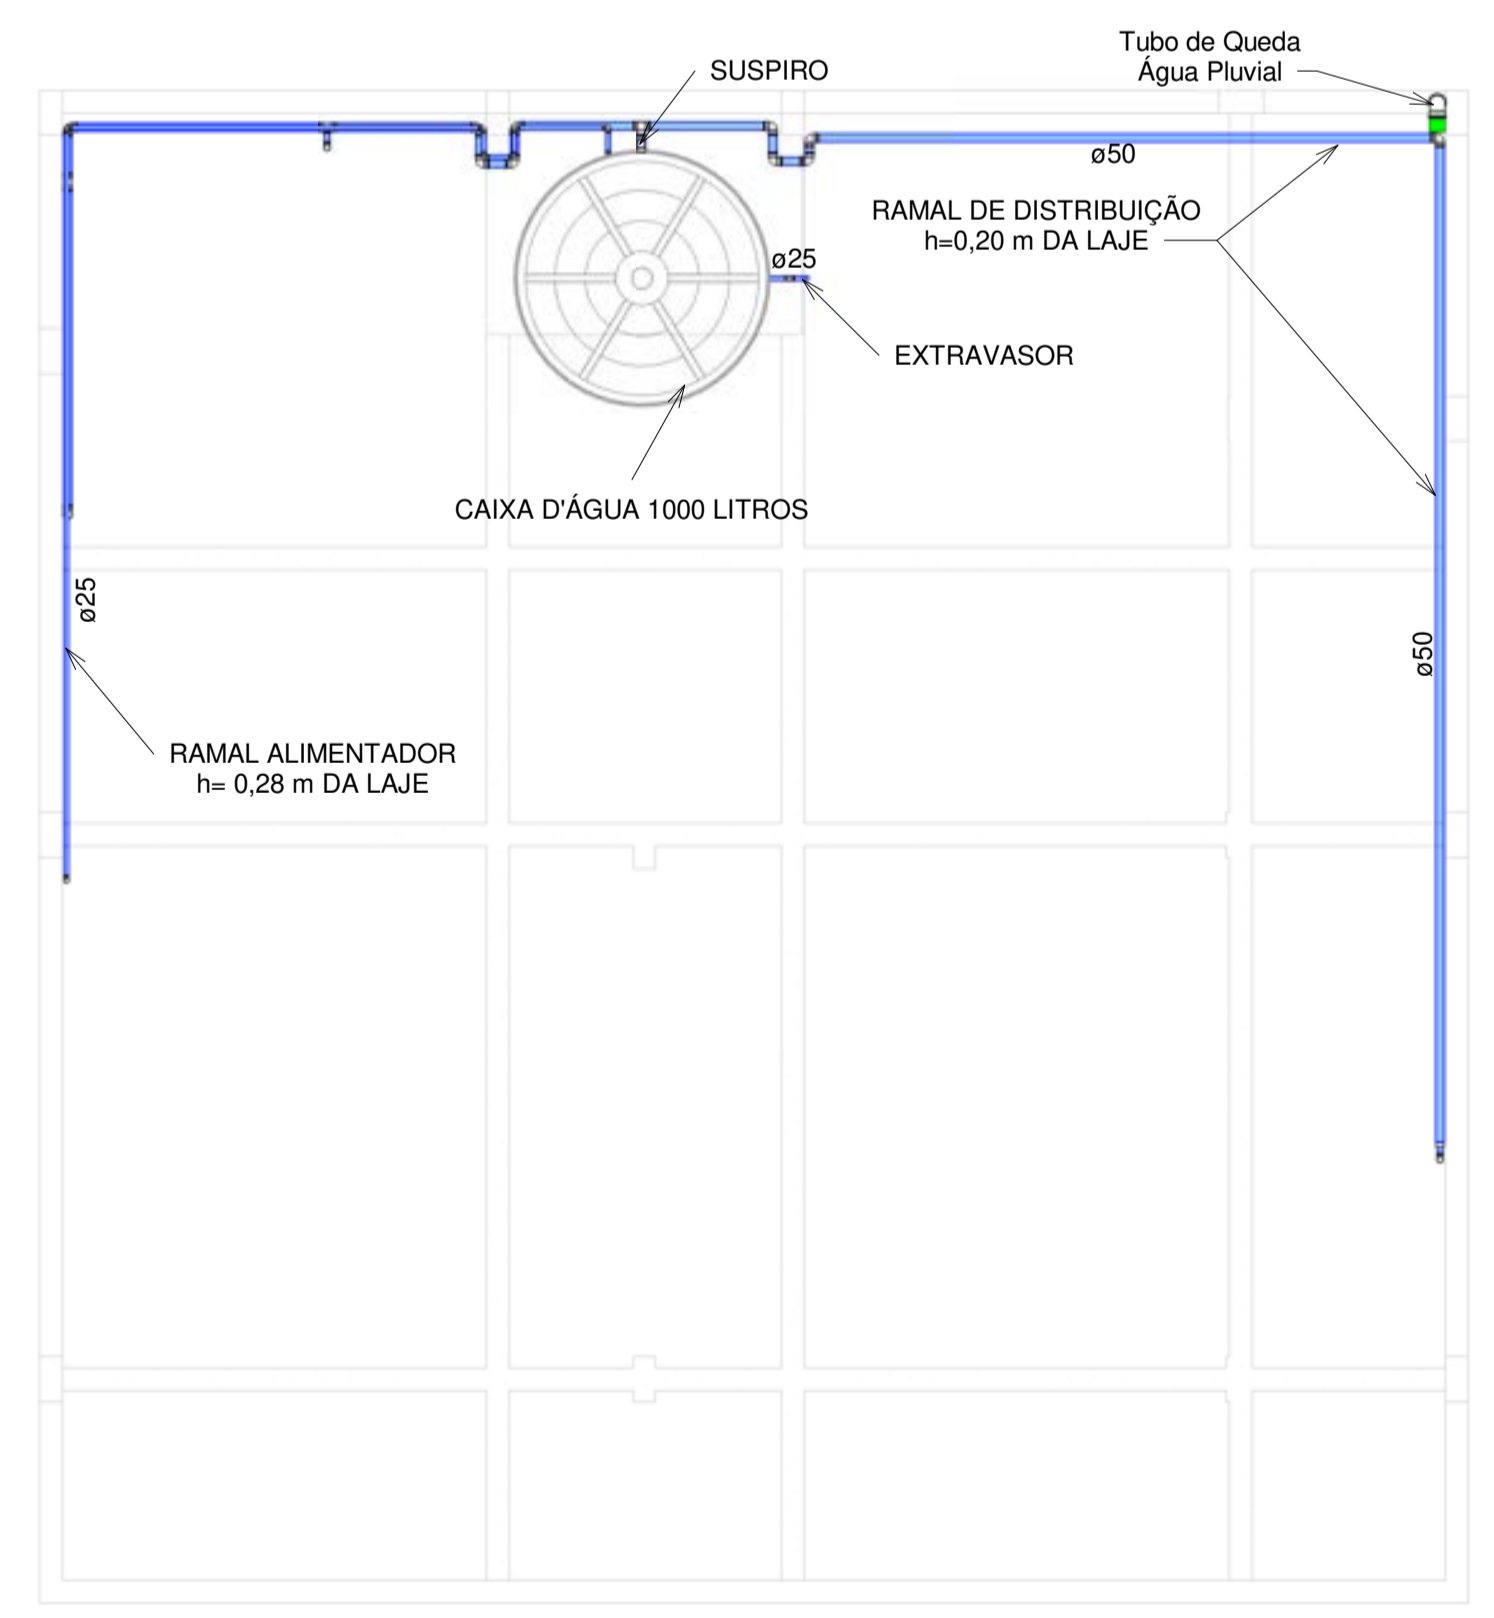 Tubo de Queda
Água Pluvial
SUSPIRO
ø50
RAMAL DE DISTRIBUIÇÃO
h=0,20 m DA LAJE
ø25
EXTRAVASOR
CAIXA D'ÁGUA 1000 LITROS
ø25
ø50
RAMAL ALIMENTADOR
h= 0,28 m DA LAJE